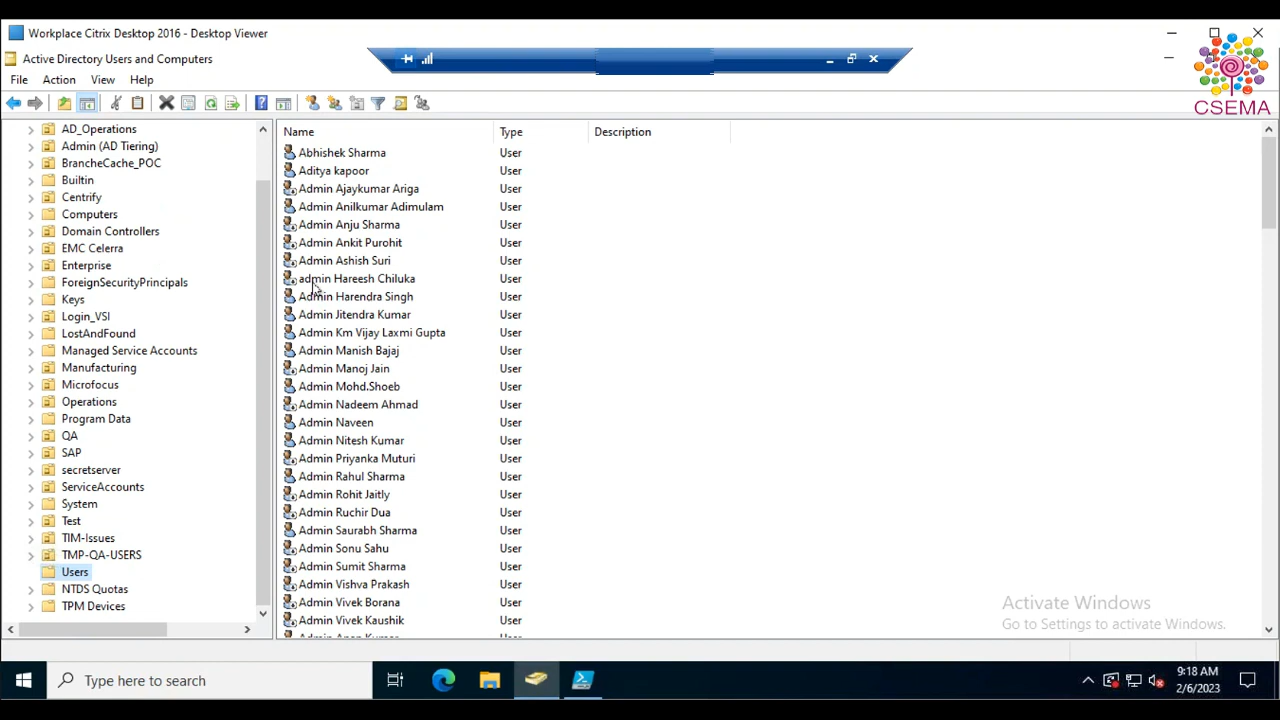 Workplace Citrix Desktop 2016 - Desktop Viewer
CSEMA
Active Directory Users and Computers
File Action View Help
AD_Operations
Admin (AD Tiering)
BrancheCache_POC
Builtin
Centrify
Computers
Domain Controllers
EMC Celerra
Enterprise
ForeignSecurityPrincipals
Keys
Login_VSI
LostAndFound
Managed Service Accounts
Manufacturing
Microfocus
Operations
Program Data
QA
SAP
secretserver
ServiceAccounts
System
Test
TIM-Issues
TMP-QA-USERS
Users
NTDS Quotas
TPM Devices
Name Type Description
Abhishek Sharma User
Aditya kapoor User
Admin Ajaykumar Ariga User
Admin Anilkumar Adimulam User
Admin Anju Sharma User
Admin Ankit Purohit User
Admin Ashish Suri User
admin Hareesh Chiluka User
Admin Harendra Singh User
Admin Jitendra Kumar User
Admin Km Vijay Laxmi Gupta User
Admin Manish Bajaj User
Admin Manoj Jain User
Admin Mohd.Shoeb User
Admin Nadeem Ahmad User
Admin Naveen User
Admin Nitesh Kumar User
Admin Priyanka Muturi User
Admin Rahul Sharma User
Admin Rohit Jaitly User
Admin Ruchir Dua User
Admin Saurabh Sharma User
Admin Sonu Sahu User
Admin Sumit Sharma User
Admin Vishva Prakash User
Admin Vivek Borana User
Admin Vivek Kaushik User
Activate Windows
Go to Settings to activate Windows.
Type here to search
9:18 AM
2/6/2023